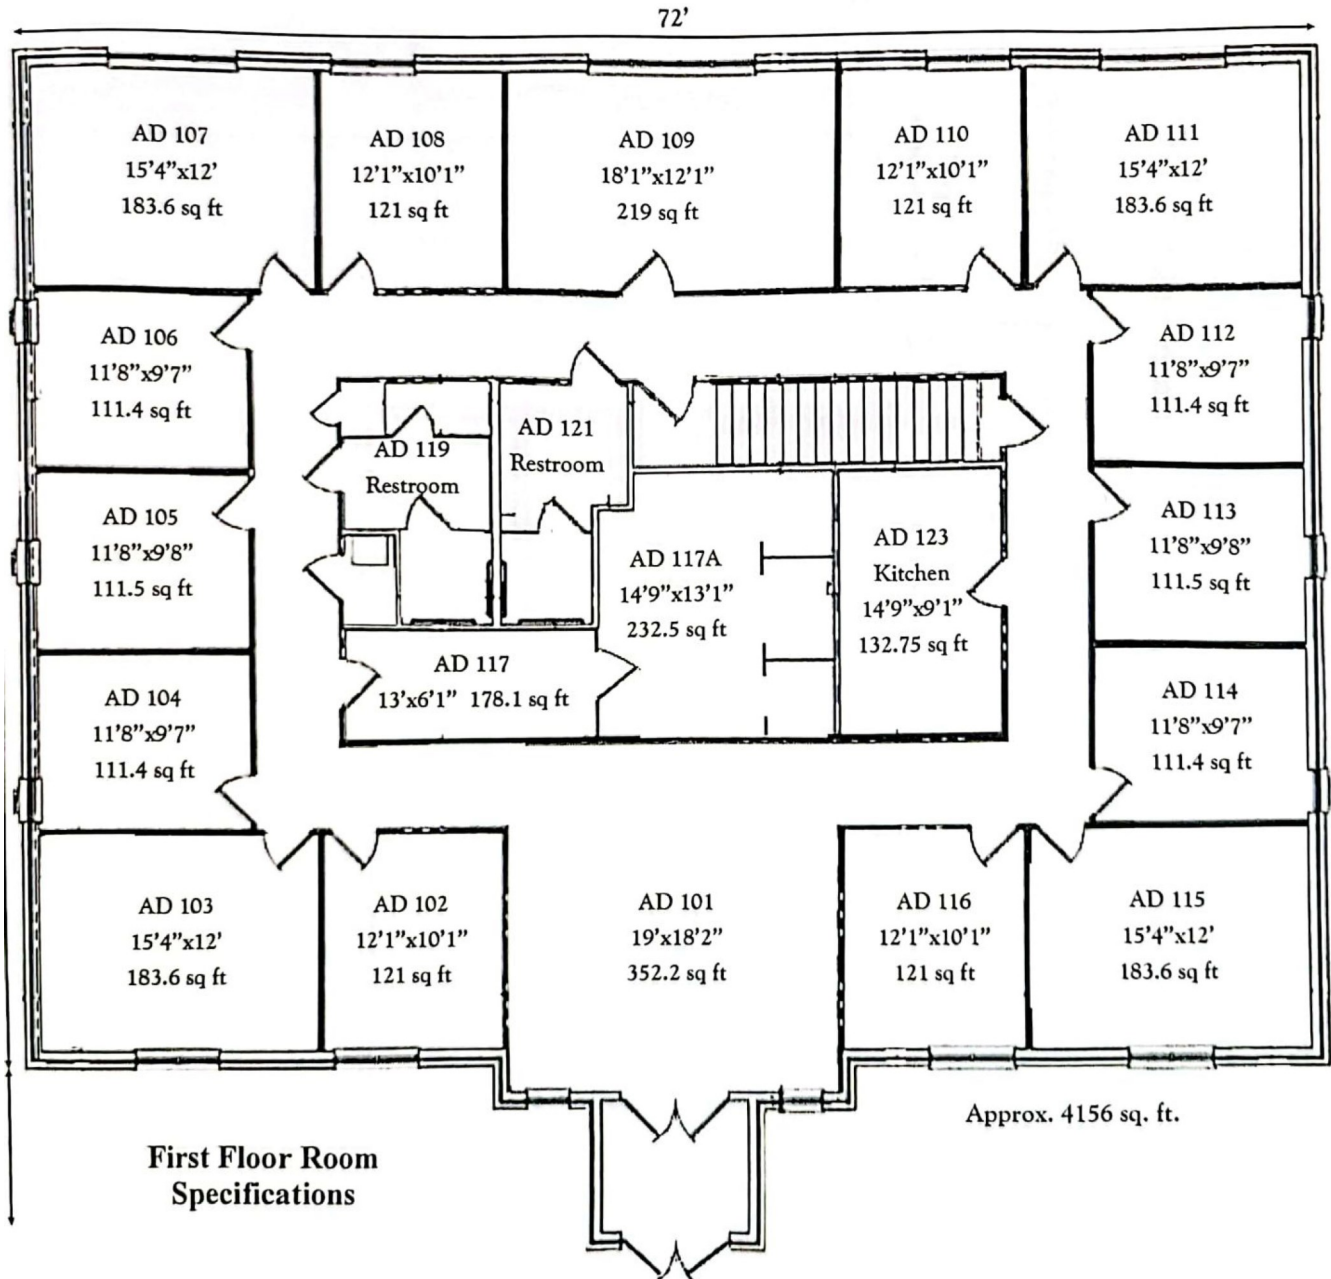 72'
AD 107
15'4"x12'
183.6 sq ft
AD 108
12'1"x10'1"
121 sq ft
AD 109
18'1"x12'1"
219 sq ft
AD 110
12'1"x10'1"
121 sq ft
AD 111
15'4"x12'
183.6 sq ft
AD 106
11'8"x9'7"
111.4 sq ft
AD 112
11'8"x9'7"
111.4 sq ft
AD 119
Restroom
AD 121
Restroom
AD 105
11'8"x9'8"
111.5 sq ft
AD 117A
14'9"x13'1"
232.5 sq ft
AD 123
Kitchen
14'9"x9'1"
132.75 sq ft
AD 113
11'8"x9'8"
111.5 sq ft
AD 104
11'8"x9'7"
111.4 sq ft
AD 117
13'x6'1" 178.1 sq ft
AD 114
11'8"x9'7"
111.4 sq ft
AD 103
15'4"x12'
183.6 sq ft
AD 102
12'1"x10'1"
121 sq ft
AD 101
19'x18'2"
352.2 sq ft
AD 116
12'1"x10'1"
121 sq ft
AD 115
15'4"x12'
183.6 sq ft
Approx. 4156 sq. ft.
First Floor Room
Specifications